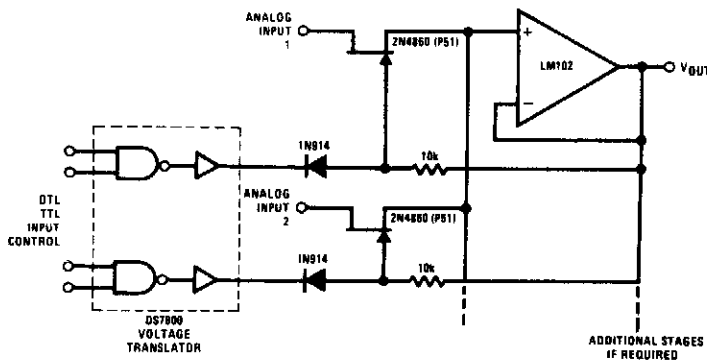 ANALOG
INPUT
1
2N4860 (P51)
+
LM102
−
VOUT
1N914
10k
DTL
TTL
INPUT
CONTROL
ANALOG
INPUT
2
2N4860 (P51)
1N914
10k
DS7800
VOLTAGE
TRANSLATOR
ADDITIONAL STAGES
IF REQUIRED